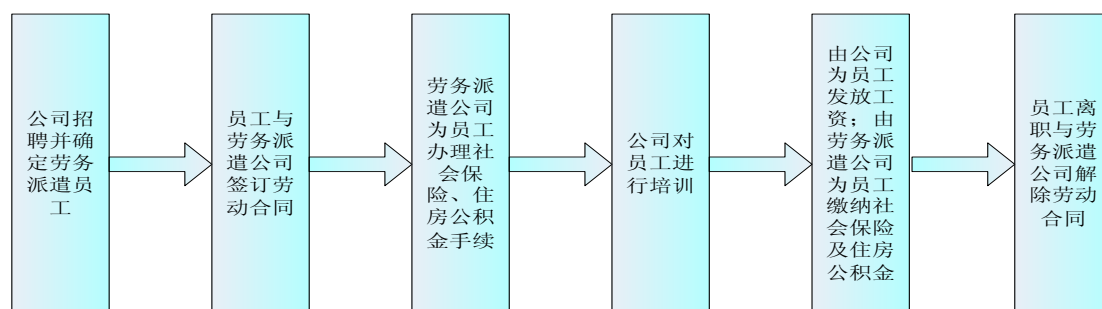 公司招
聘并确
定劳务
派遣员
工
员工与
劳务派
遣公司
签订劳
动合同
劳务派
遣公司
为员工
办理社
会保
险、住
房公积
金手续
公司对
员工进
行培训
由公司
为员工
发放工
资；由
劳务派
遣公司
为员工
缴纳社
会保险
及住房
公积金
员工离
职与劳
务派遣
公司解
除劳动
合同